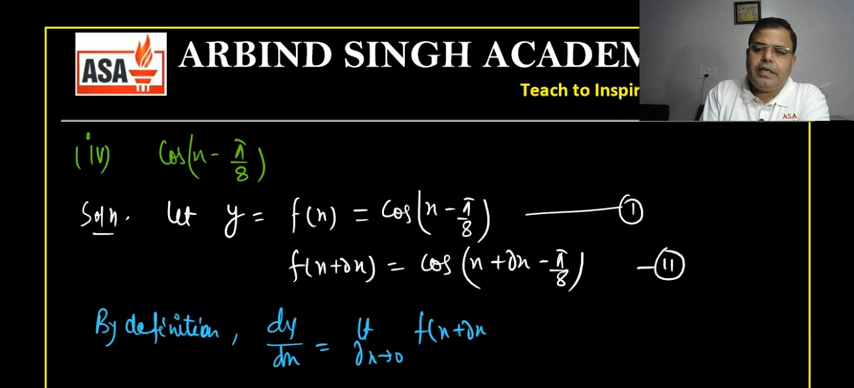 ASA
ARBIND SINGH ACADEM
Teach to Inspir
ASA
(iv) cos(x - π/8)
Soln. Let y = f(x) = cos(x - π/8) — (I)
f(x+∂x) = cos(x+∂x - π/8) — (II)
By definition, dy/dx = lt ∂x→0 f(x+∂x